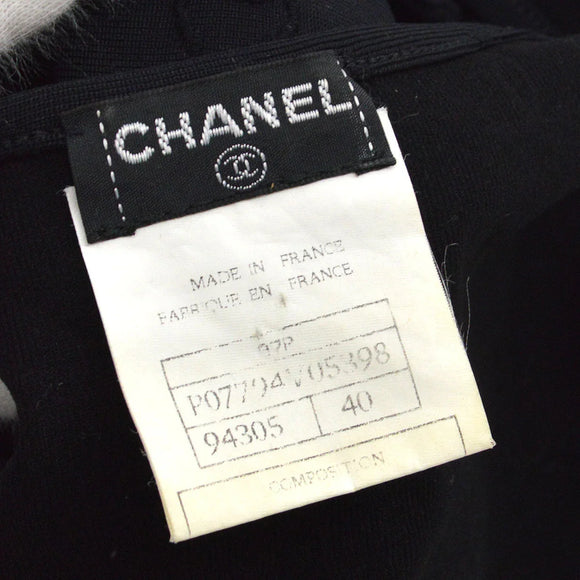 CHANEL
MADE IN FRANCE
FABRIQUE EN FRANCE
97P
P07794V05398
94305 40
COMPOSITION